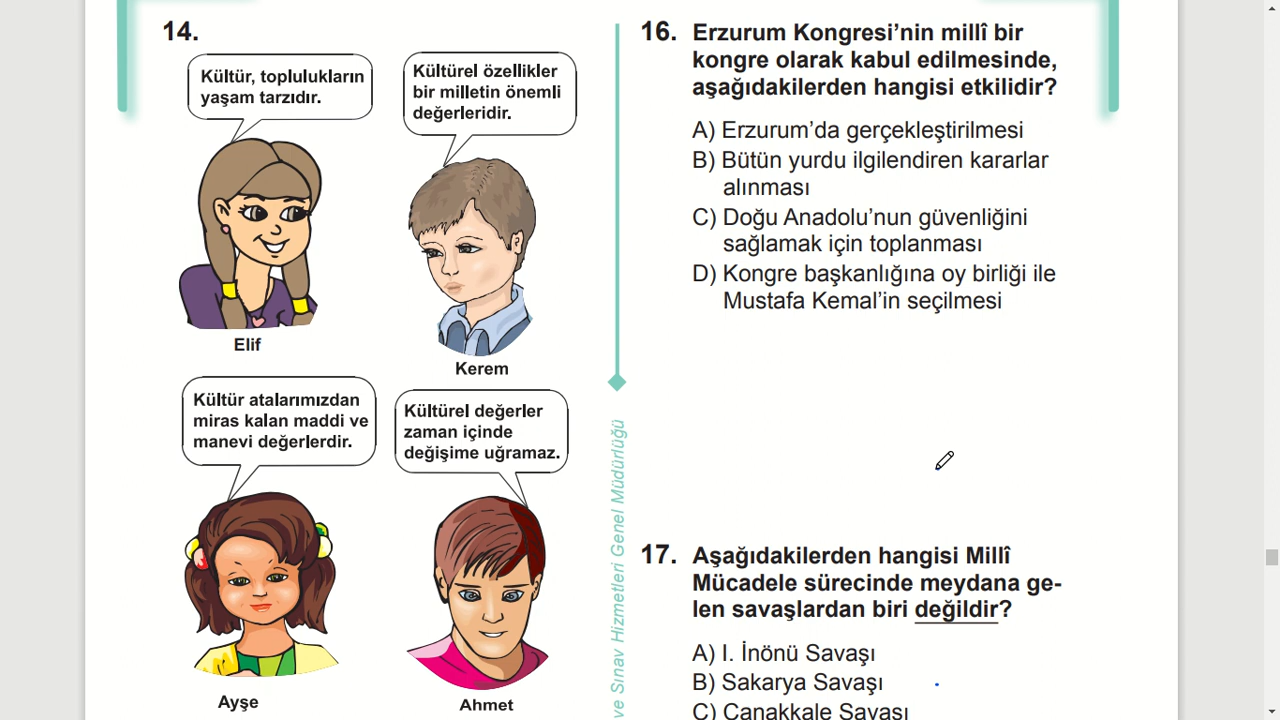 14.
Kültür, toplulukların
yaşam tarzıdır.
Kültürel özellikler
bir milletin önemli
değerleridir.
Elif
Kerem
Kültür atalarımızdan
miras kalan maddi ve
manevi değerlerdir.
Kültürel değerler
zaman içinde
değişime uğramaz.
Ayşe
Ahmet
ve Sınav Hizmetleri Genel Müdürlüğü
16. Erzurum Kongresi’nin millî bir
kongre olarak kabul edilmesinde,
aşağıdakilerden hangisi etkilidir?
A) Erzurum’da gerçekleştirilmesi
B) Bütün yurdu ilgilendiren kararlar
alınması
C) Doğu Anadolu’nun güvenliğini
sağlamak için toplanması
D) Kongre başkanlığına oy birliği ile
Mustafa Kemal’in seçilmesi
17. Aşağıdakilerden hangisi Millî
Mücadele sürecinde meydana ge-
len savaşlardan biri değildir?
A) I. İnönü Savaşı
B) Sakarya Savaşı
C) Çanakkale Savaşı